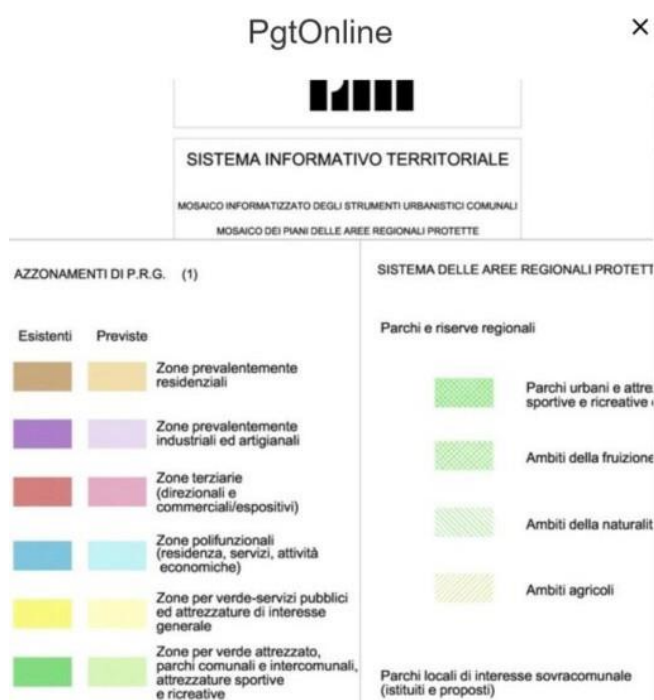 PgtOnline
×
SISTEMA INFORMATIVO TERRITORIALE
MOSAICO INFORMATIZZATO DEGLI STRUMENTI URBANISTICI COMUNALI
MOSAICO DEI PIANI DELLE AREE REGIONALI PROTETTE
AZZONAMENTI DI P.R.G. (1)
Esistenti Previste
Zone prevalentemente
residenziali
Zone prevalentemente
industriali ed artigianali
Zone terziarie
(direzionali e
commerciali/espositivi)
Zone polifunzionali
(residenza, servizi, attività
economiche)
Zone per verde-servizi pubblici
ed attrezzature di interesse
generale
Zone per verde attrezzato,
parchi comunali e intercomunali,
attrezzature sportive
e ricreative
SISTEMA DELLE AREE REGIONALI PROTETT
Parchi e riserve regionali
Parchi urbani e attre
sportive e ricreative
Ambiti della fruizione
Ambiti della naturalit
Ambiti agricoli
Parchi locali di interesse sovracomunale
(istituiti e proposti)